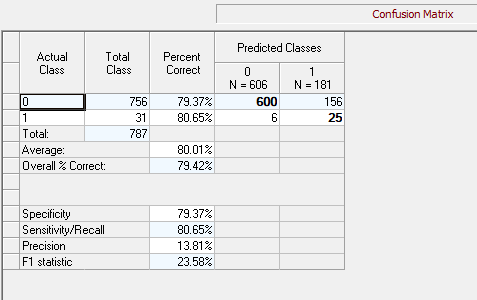 Confusion Matrix
Actual Class Total Class Percent Correct Predicted Classes
0 N = 606 1 N = 181
0 756 79.37% 600 156
1 31 80.65% 6 25
Total: 787
Average: 80.01%
Overall % Correct: 79.42%
Specificity 79.37%
Sensitivity/Recall 80.65%
Precision 13.81%
F1 statistic 23.58%